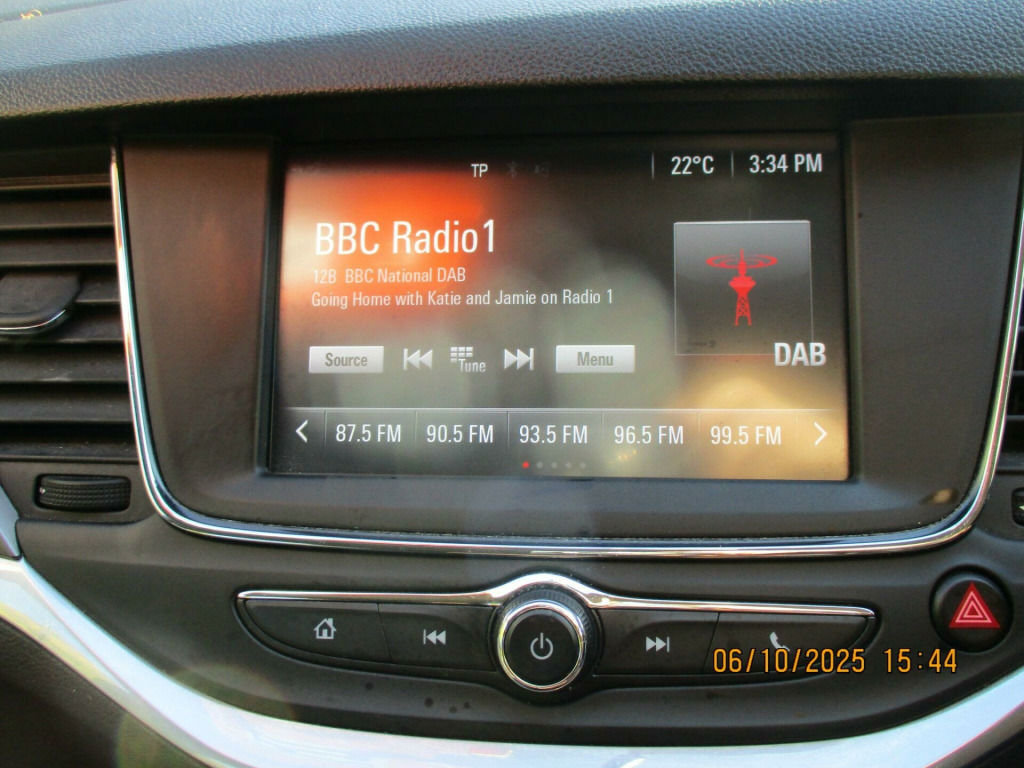 TP
22°C
3:34 PM
BBC Radio1
12B BBC National DAB
Going Home with Katie and Jamie on Radio 1
Source
Tune
Menu
DAB
87.5 FM
90.5 FM
93.5 FM
96.5 FM
99.5 FM
06/10/2025 15:44